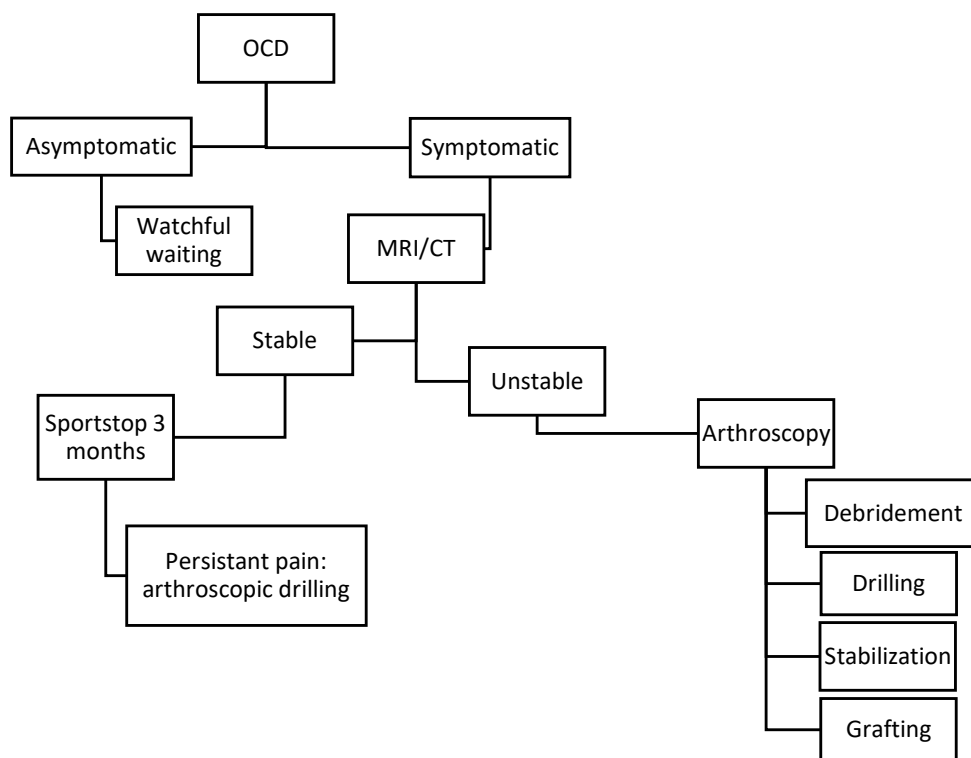 OCD
Asymptomatic
Symptomatic
Watchful
waiting
MRI/CT
Stable
Unstable
Sportstop 3
months
Arthroscopy
Persistant pain:
arthroscopic drilling
Debridement
Drilling
Stabilization
Grafting